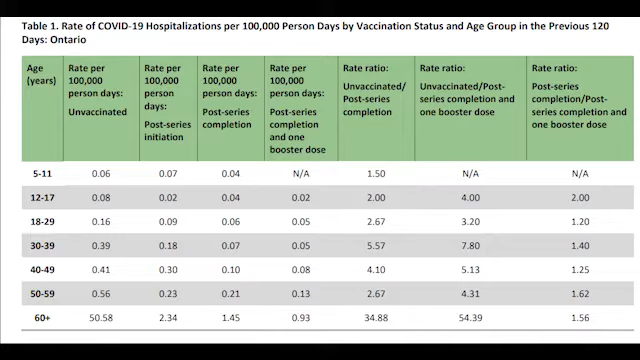 Table 1. Rate of COVID-19 Hospitalizations per 100,000 Person Days by Vaccination Status and Age Group in the Previous 120
Days: Ontario
Age (years) | Rate per 100,000 person days: Unvaccinated | Rate per 100,000 person days: Post-series initiation | Rate per 100,000 person days: Post-series completion | Rate per 100,000 person days: Post-series completion and one booster dose | Rate ratio: Unvaccinated/Post-series completion | Rate ratio: Unvaccinated/Post-series completion and one booster dose | Rate ratio: Post-series completion/Post-series completion and one booster dose
5-11 0.06 0.07 0.04 N/A 1.50 N/A N/A
12-17 0.08 0.02 0.04 0.02 2.00 4.00 2.00
18-29 0.16 0.09 0.06 0.05 2.67 3.20 1.20
30-39 0.39 0.18 0.07 0.05 5.57 7.80 1.40
40-49 0.41 0.30 0.10 0.08 4.10 5.13 1.25
50-59 0.56 0.23 0.21 0.13 2.67 4.31 1.62
60+ 50.58 2.34 1.45 0.93 34.88 54.39 1.56